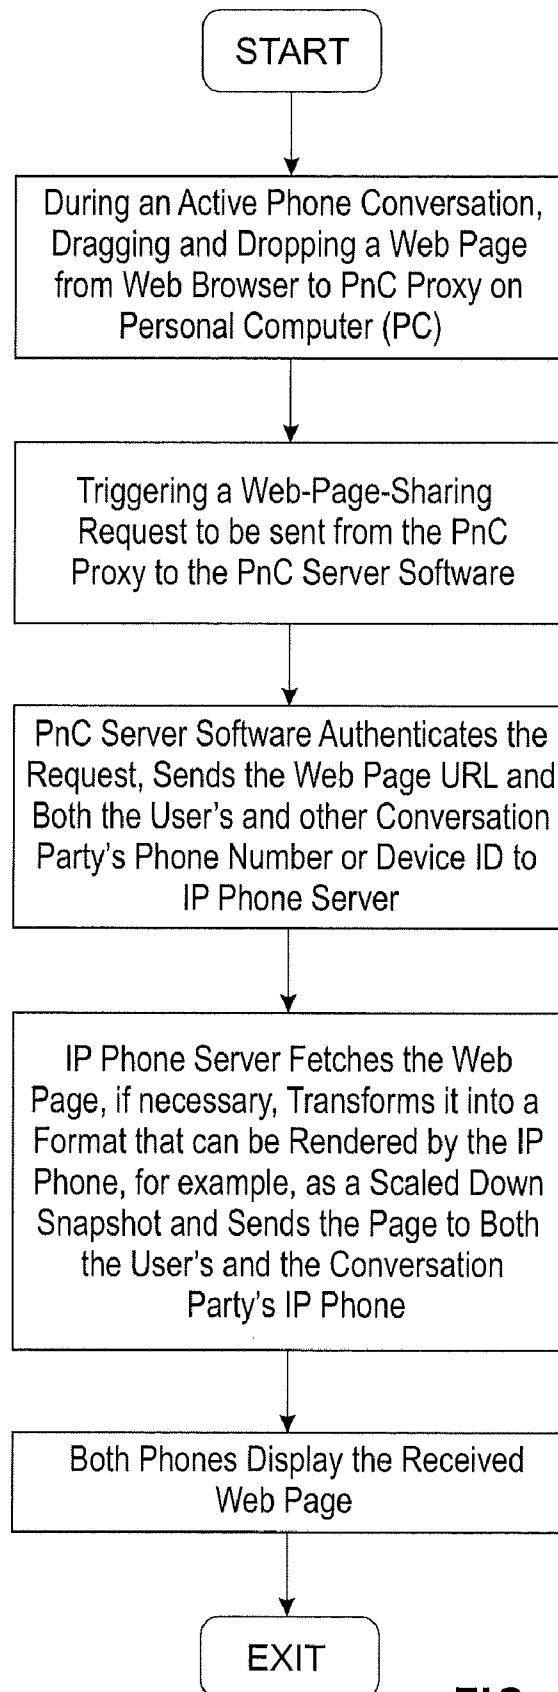 START
During an Active Phone Conversation,
Dragging and Dropping a Web Page
from Web Browser to PnC Proxy on
Personal Computer (PC)
Triggering a Web-Page-Sharing
Request to be sent from the PnC
Proxy to the PnC Server Software
PnC Server Software Authenticates the
Request, Sends the Web Page URL and
Both the User's and other Conversation
Party's Phone Number or Device ID to
IP Phone Server
IP Phone Server Fetches the Web
Page, if necessary, Transforms it into a
Format that can be Rendered by the IP
Phone, for example, as a Scaled Down
Snapshot and Sends the Page to Both
the User's and the Conversation
Party's IP Phone
Both Phones Display the Received
Web Page
EXIT